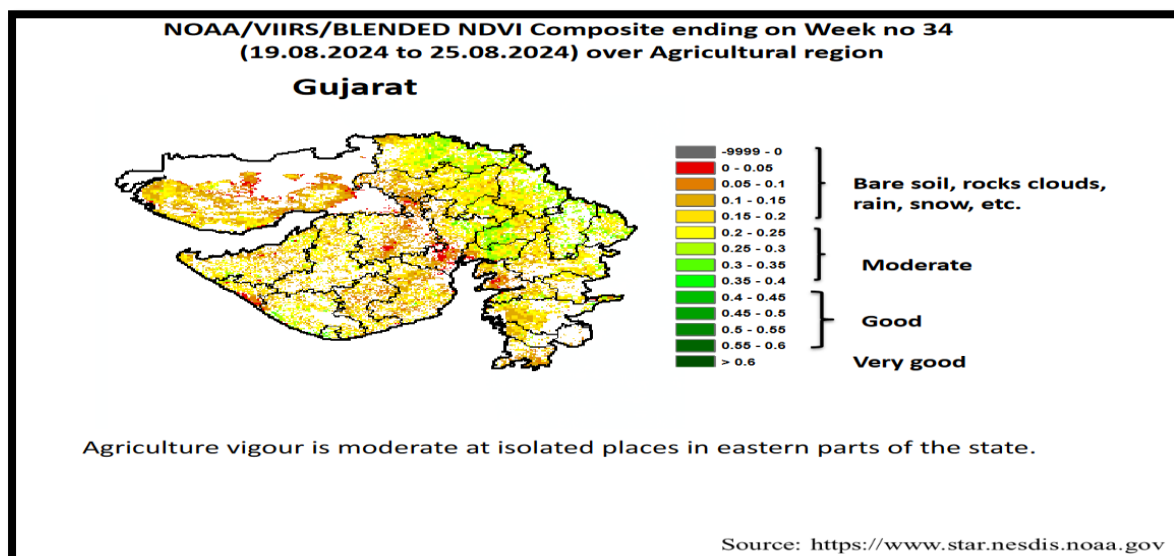 NOAA/VIIRS/BLENDED NDVI Composite ending on Week no 34
(19.08.2024 to 25.08.2024) over Agricultural region
Gujarat
-9999 - 0
0 - 0.05
0.05 - 0.1
0.1 - 0.15
0.15 - 0.2
0.2 - 0.25
0.25 - 0.3
0.3 - 0.35
0.35 - 0.4
0.4 - 0.45
0.45 - 0.5
0.5 - 0.55
0.55 - 0.6
> 0.6
Bare soil, rocks clouds,
rain, snow, etc.
Moderate
Good
Very good
Agriculture vigour is moderate at isolated places in eastern parts of the state.
Source: https://www.star.nesdis.noaa.gov